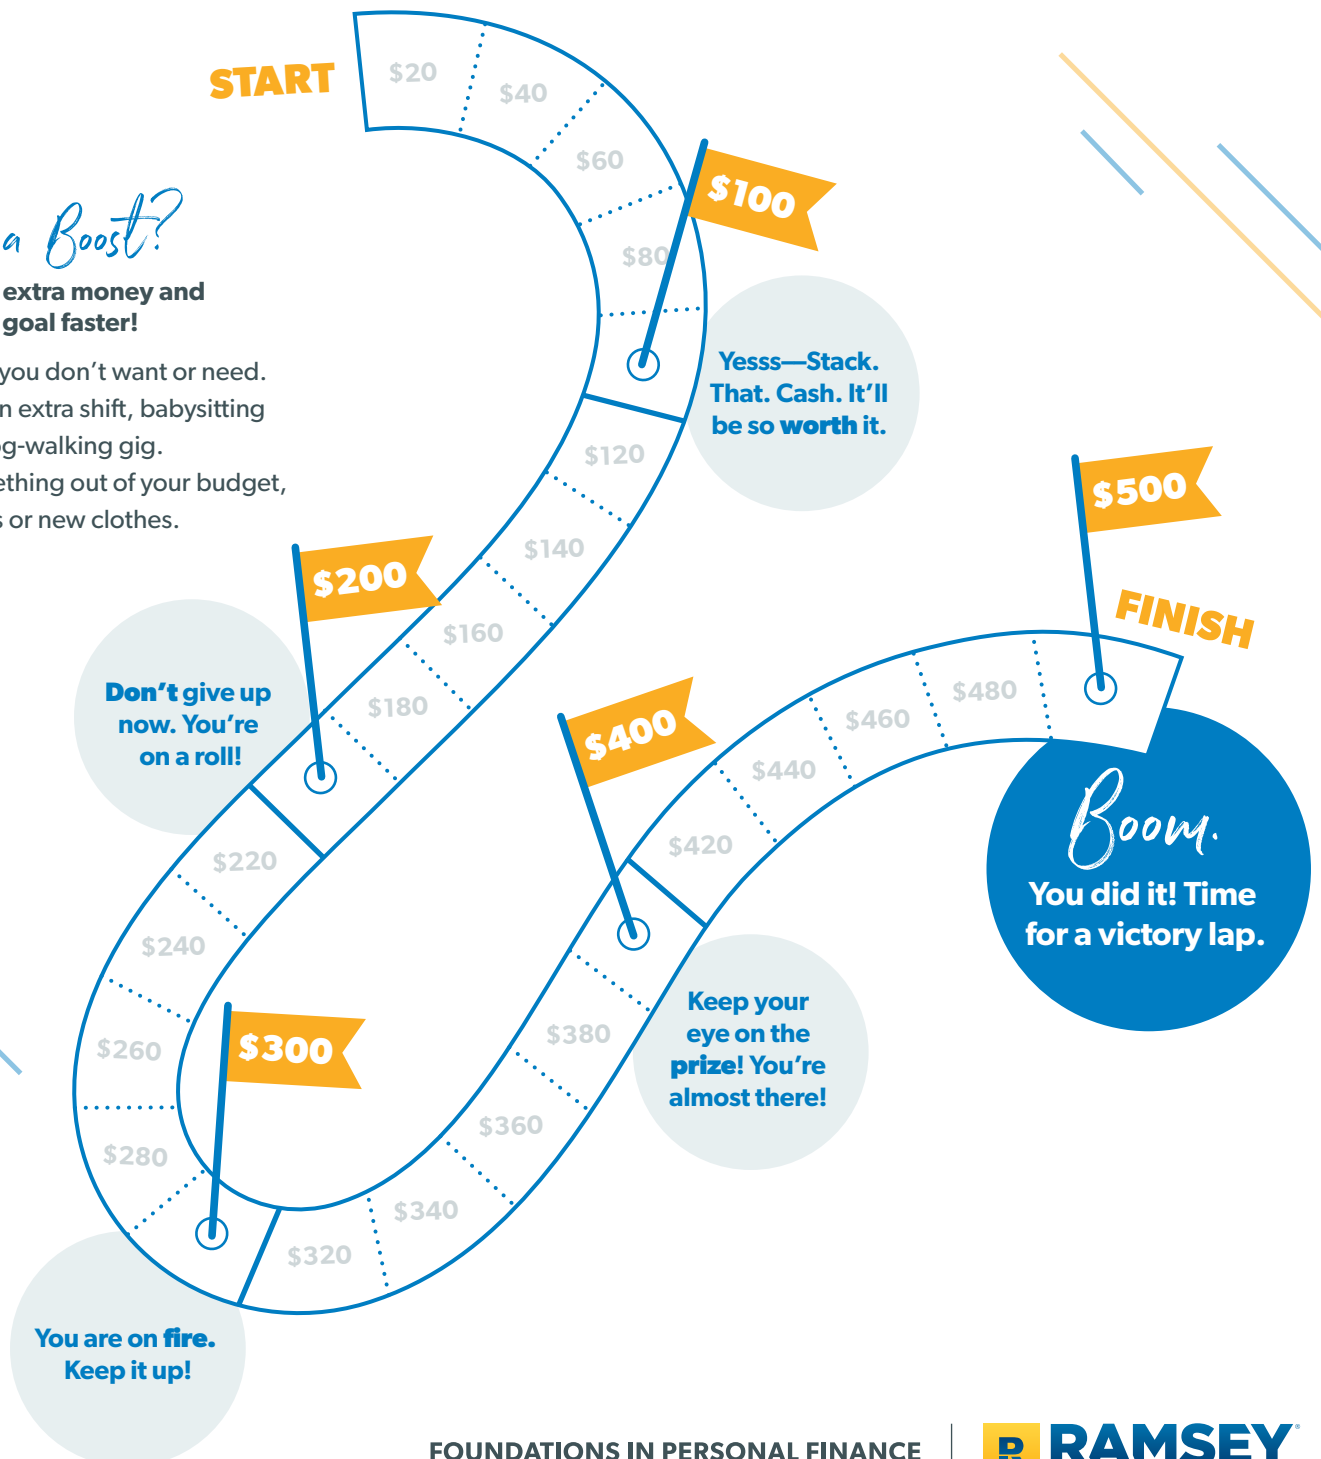 START
$20
$40
$60
$80
$100
a Boost?
extra money and
goal faster!
you don't want or need.
n extra shift, babysitting
g-walking gig.
ething out of your budget,
s or new clothes.
Yesss—Stack.
That. Cash. It'll
be so worth it.
$120
$140
$160
$180
$200
Don't give up
now. You're
on a roll!
$220
$240
$260
$280
$300
You are on fire.
Keep it up!
$320
$340
$360
$380
$400
Keep your
eye on the
prize! You're
almost there!
$420
$440
$460
$480
$500
FINISH
Boom.
You did it! Time
for a victory lap.
FOUNDATIONS IN PERSONAL FINANCE
RAMSEY